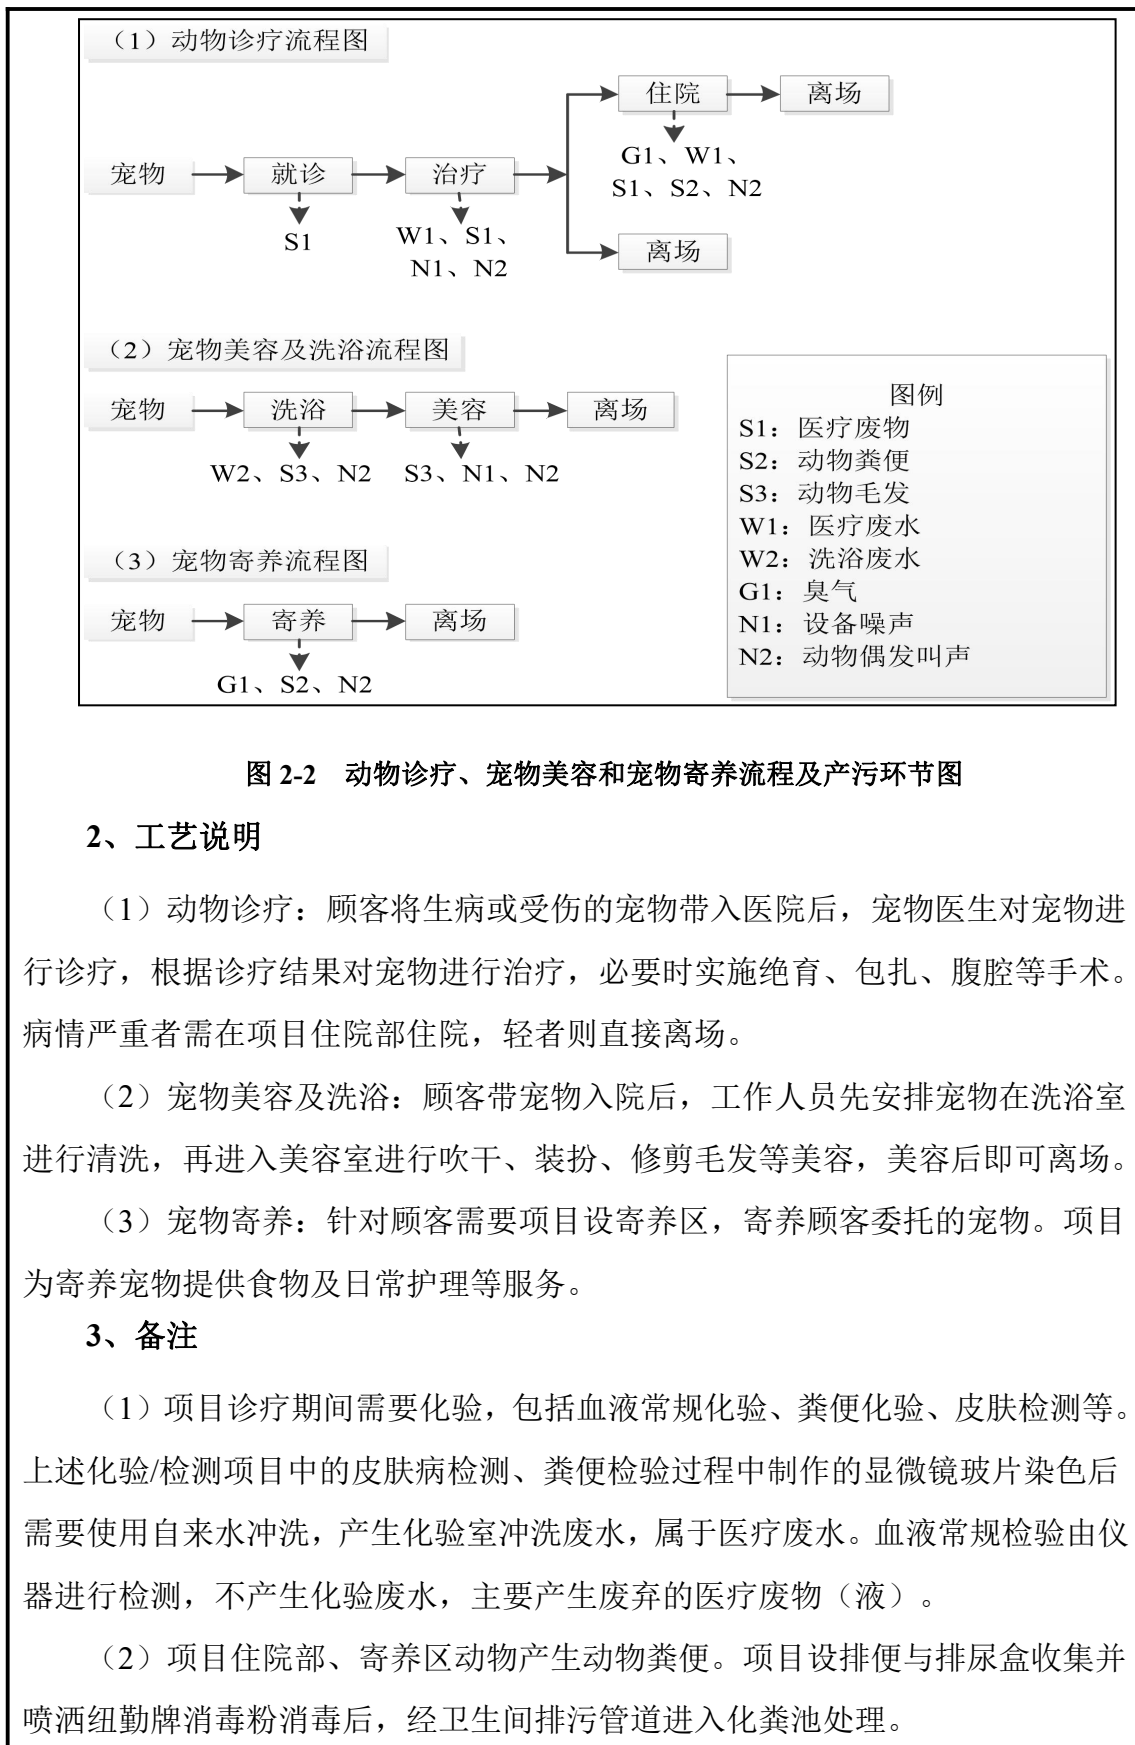 （1）动物诊疗流程图
住院
离场
G1、W1、
S1、S2、N2
宠物
就诊
治疗
S1
W1、S1、
N1、N2
离场
（2）宠物美容及洗浴流程图
宠物
洗浴
美容
离场
W2、S3、N2
S3、N1、N2
（3）宠物寄养流程图
宠物
寄养
离场
G1、S2、N2
图例
S1：医疗废物
S2：动物粪便
S3：动物毛发
W1：医疗废水
W2：洗浴废水
G1：臭气
N1：设备噪声
N2：动物偶发叫声
图 2-2 动物诊疗、宠物美容和宠物寄养流程及产污环节图
2、工艺说明
（1）动物诊疗：顾客将生病或受伤的宠物带入医院后，宠物医生对宠物进
行诊疗，根据诊疗结果对宠物进行治疗，必要时实施绝育、包扎、腹腔等手术。
病情严重者需在项目住院部住院，轻者则直接离场。
（2）宠物美容及洗浴：顾客带宠物入院后，工作人员先安排宠物在洗浴室
进行清洗，再进入美容室进行吹干、装扮、修剪毛发等美容，美容后即可离场。
（3）宠物寄养：针对顾客需要项目设寄养区，寄养顾客委托的宠物。项目
为寄养宠物提供食物及日常护理等服务。
3、备注
（1）项目诊疗期间需要化验，包括血液常规化验、粪便化验、皮肤检测等。
上述化验/检测项目中的皮肤病检测、粪便检验过程中制作的显微镜玻片染色后
需要使用自来水冲洗，产生化验室冲洗废水，属于医疗废水。血液常规检验由仪
器进行检测，不产生化验废水，主要产生废弃的医疗废物（液）。
（2）项目住院部、寄养区动物产生动物粪便。项目设排便与排尿盒收集并
喷洒纽勤牌消毒粉消毒后，经卫生间排污管道进入化粪池处理。